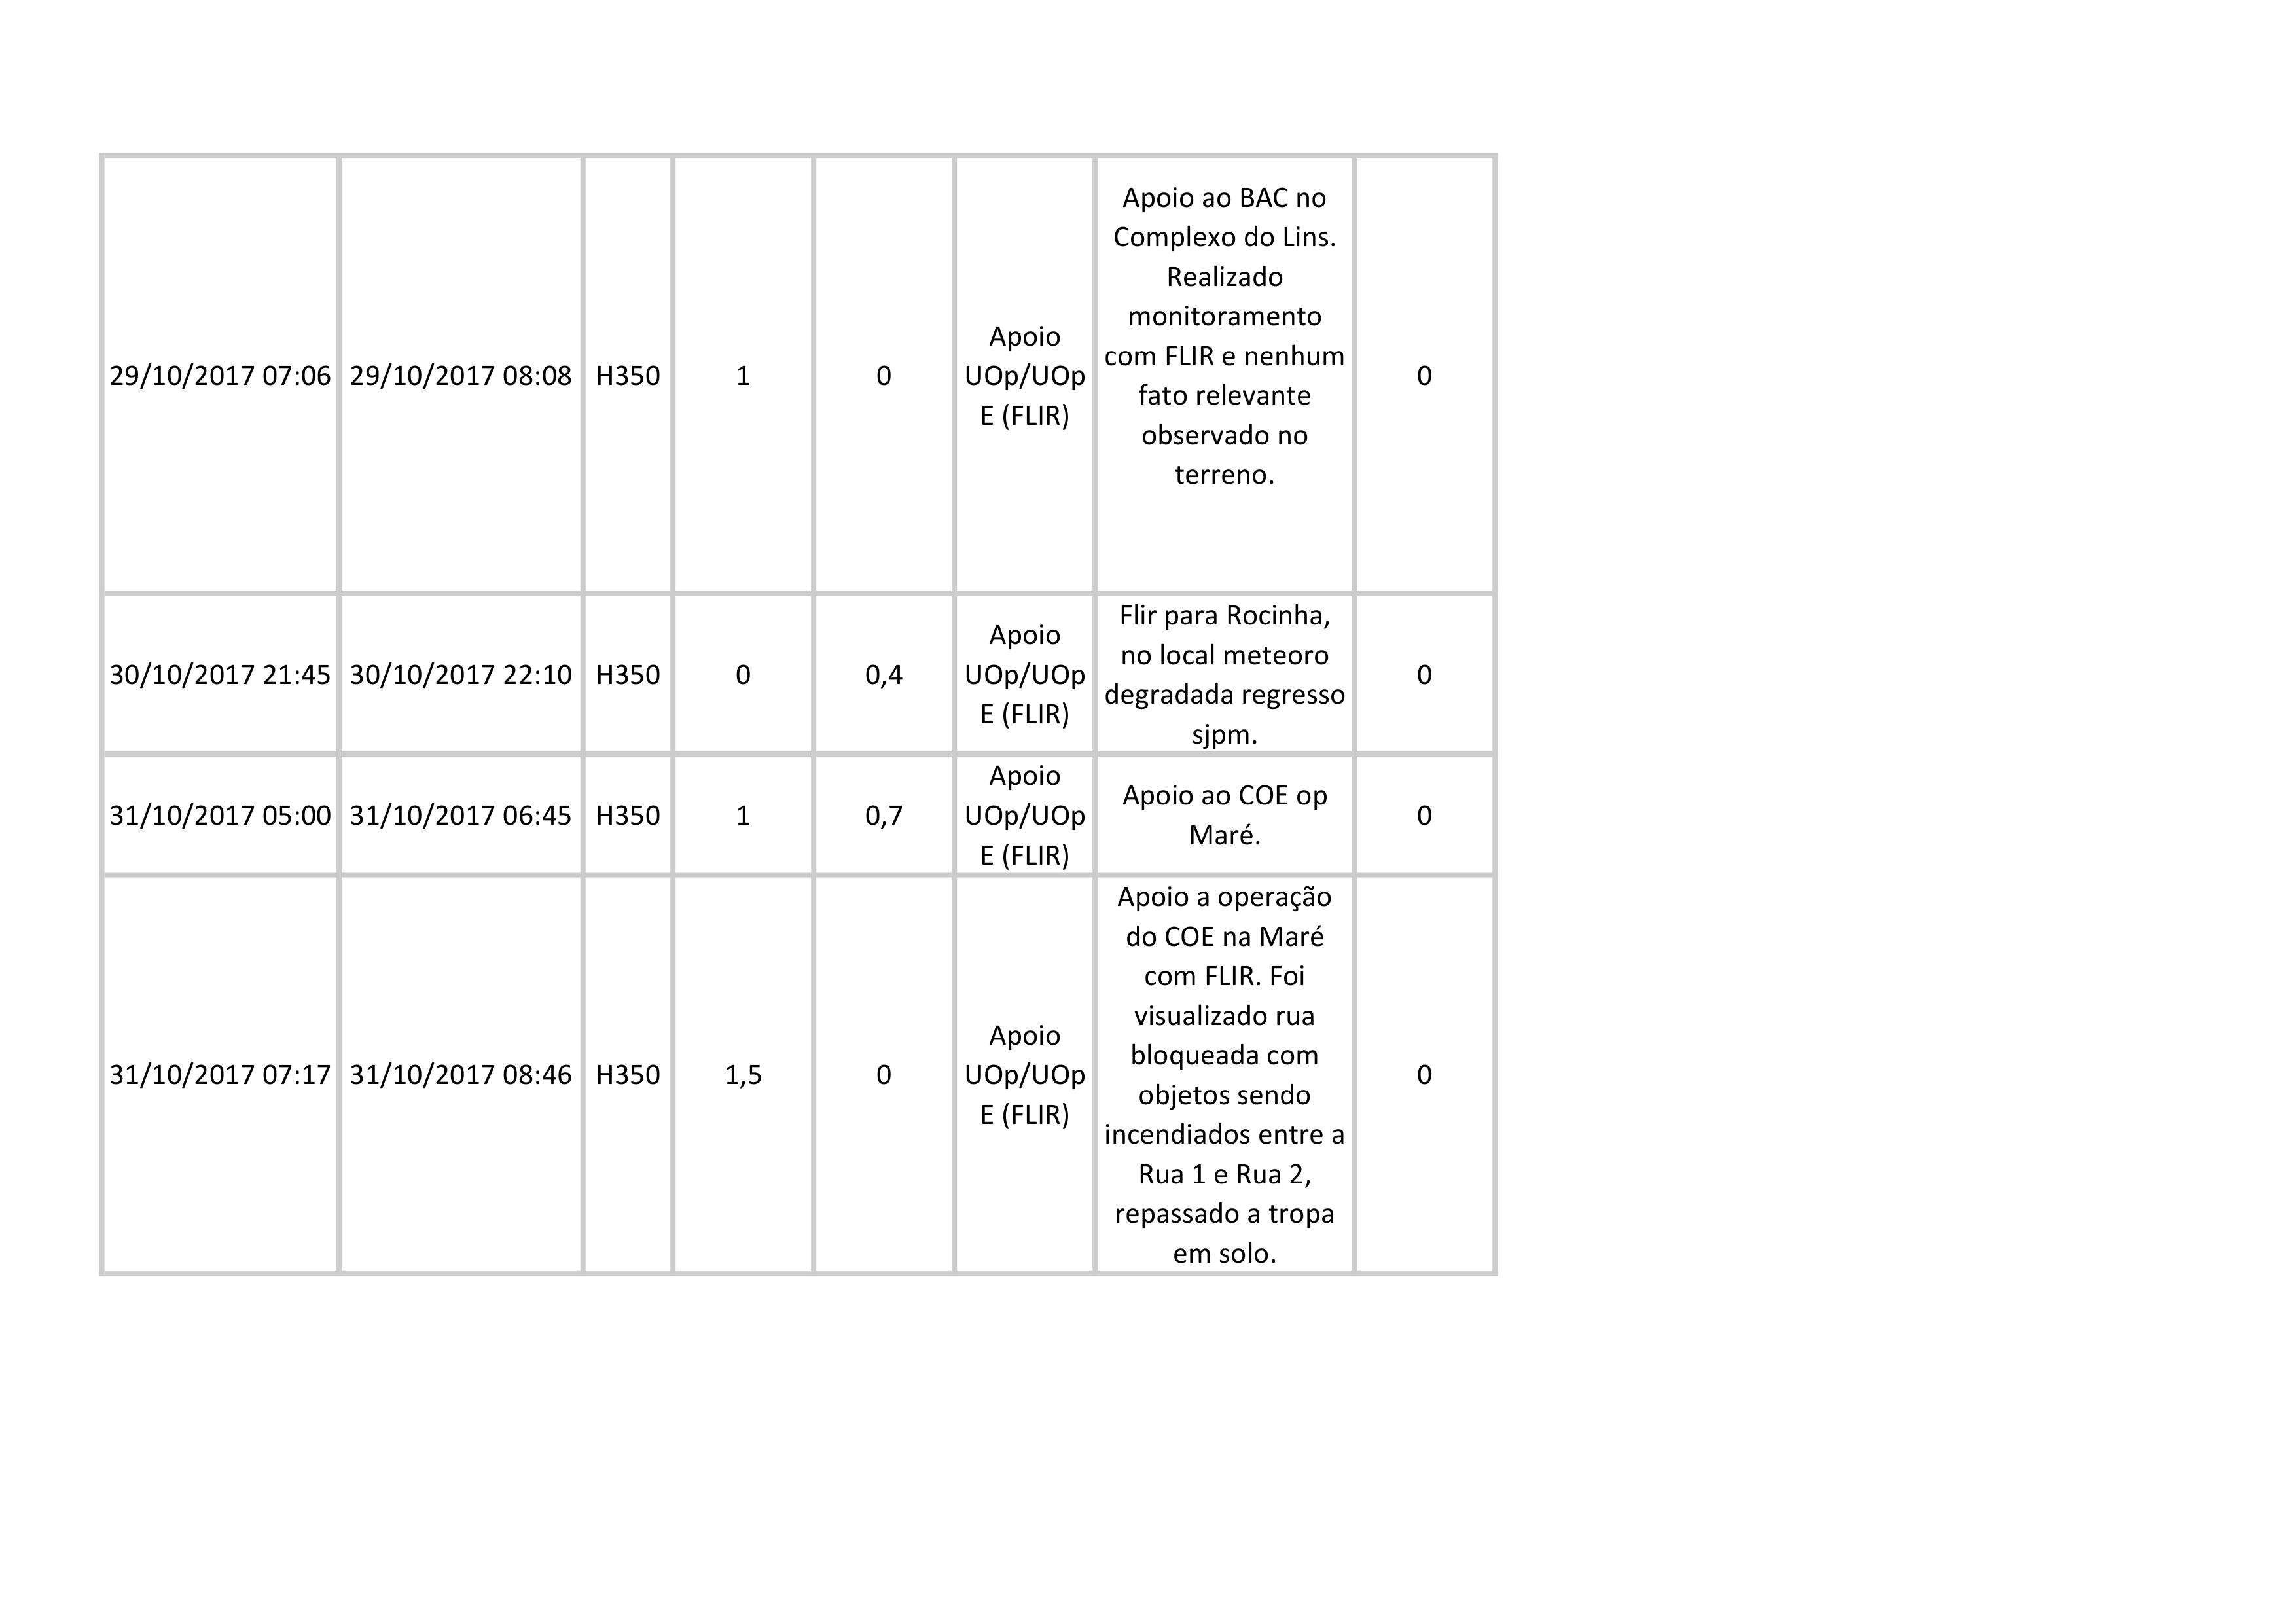 29/10/2017 07:06 29/10/2017 08:08 H350 1 0 Apoio UOp/UOp E (FLIR) Apoio ao BAC no Complexo do Lins. Realizado monitoramento com FLIR e nenhum fato relevante observado no terreno. 0
30/10/2017 21:45 30/10/2017 22:10 H350 0 0,4 Apoio UOp/UOp E (FLIR) Flir para Rocinha, no local meteoro degradada regresso sjpm. 0
31/10/2017 05:00 31/10/2017 06:45 H350 1 0,7 Apoio UOp/UOp E (FLIR) Apoio ao COE op Maré. 0
31/10/2017 07:17 31/10/2017 08:46 H350 1,5 0 Apoio UOp/UOp E (FLIR) Apoio a operação do COE na Maré com FLIR. Foi visualizado rua bloqueada com objetos sendo incendiados entre a Rua 1 e Rua 2, repassado a tropa em solo. 0